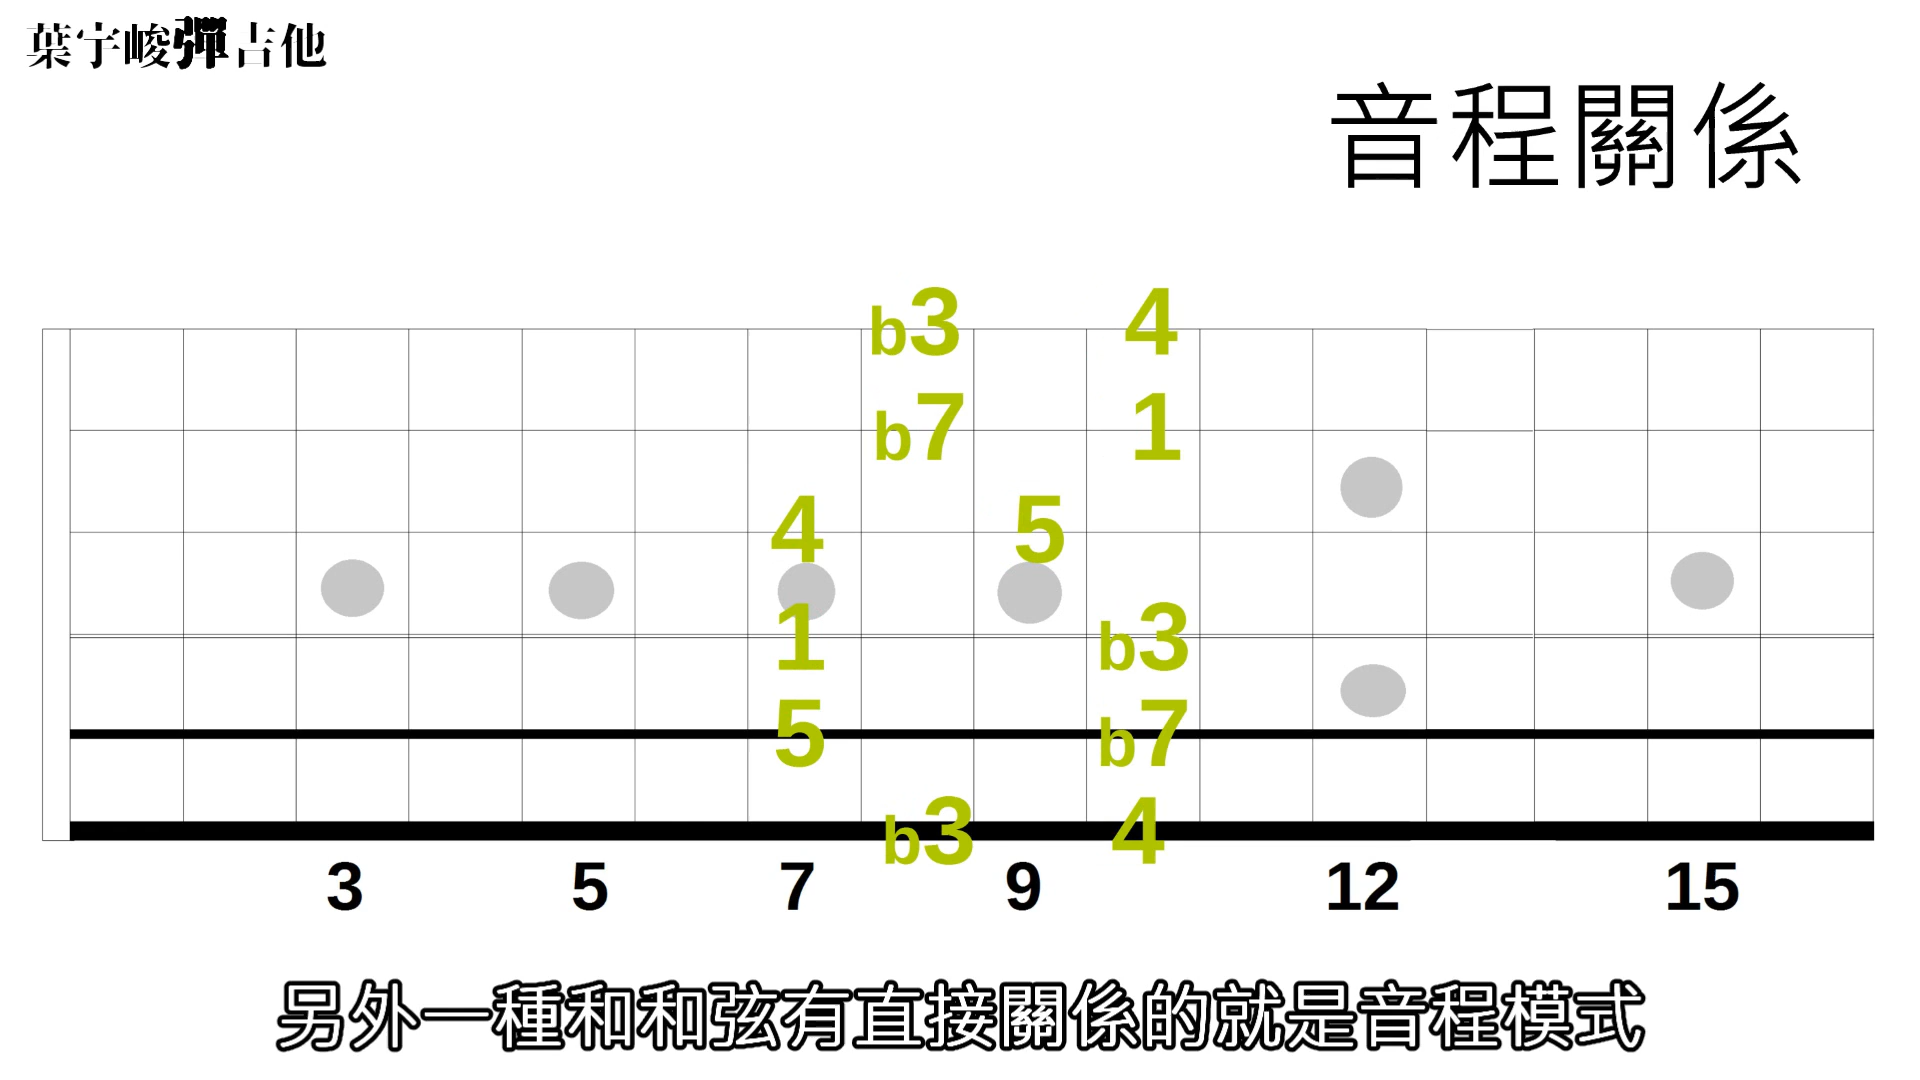 葉宇峻彈吉他
音程關係
b3 4
b7 1
4 5
1 b3
5 b7
b3 4
3 5 7 9 12 15
另外一種和和弦有直接關係的就是音程模式